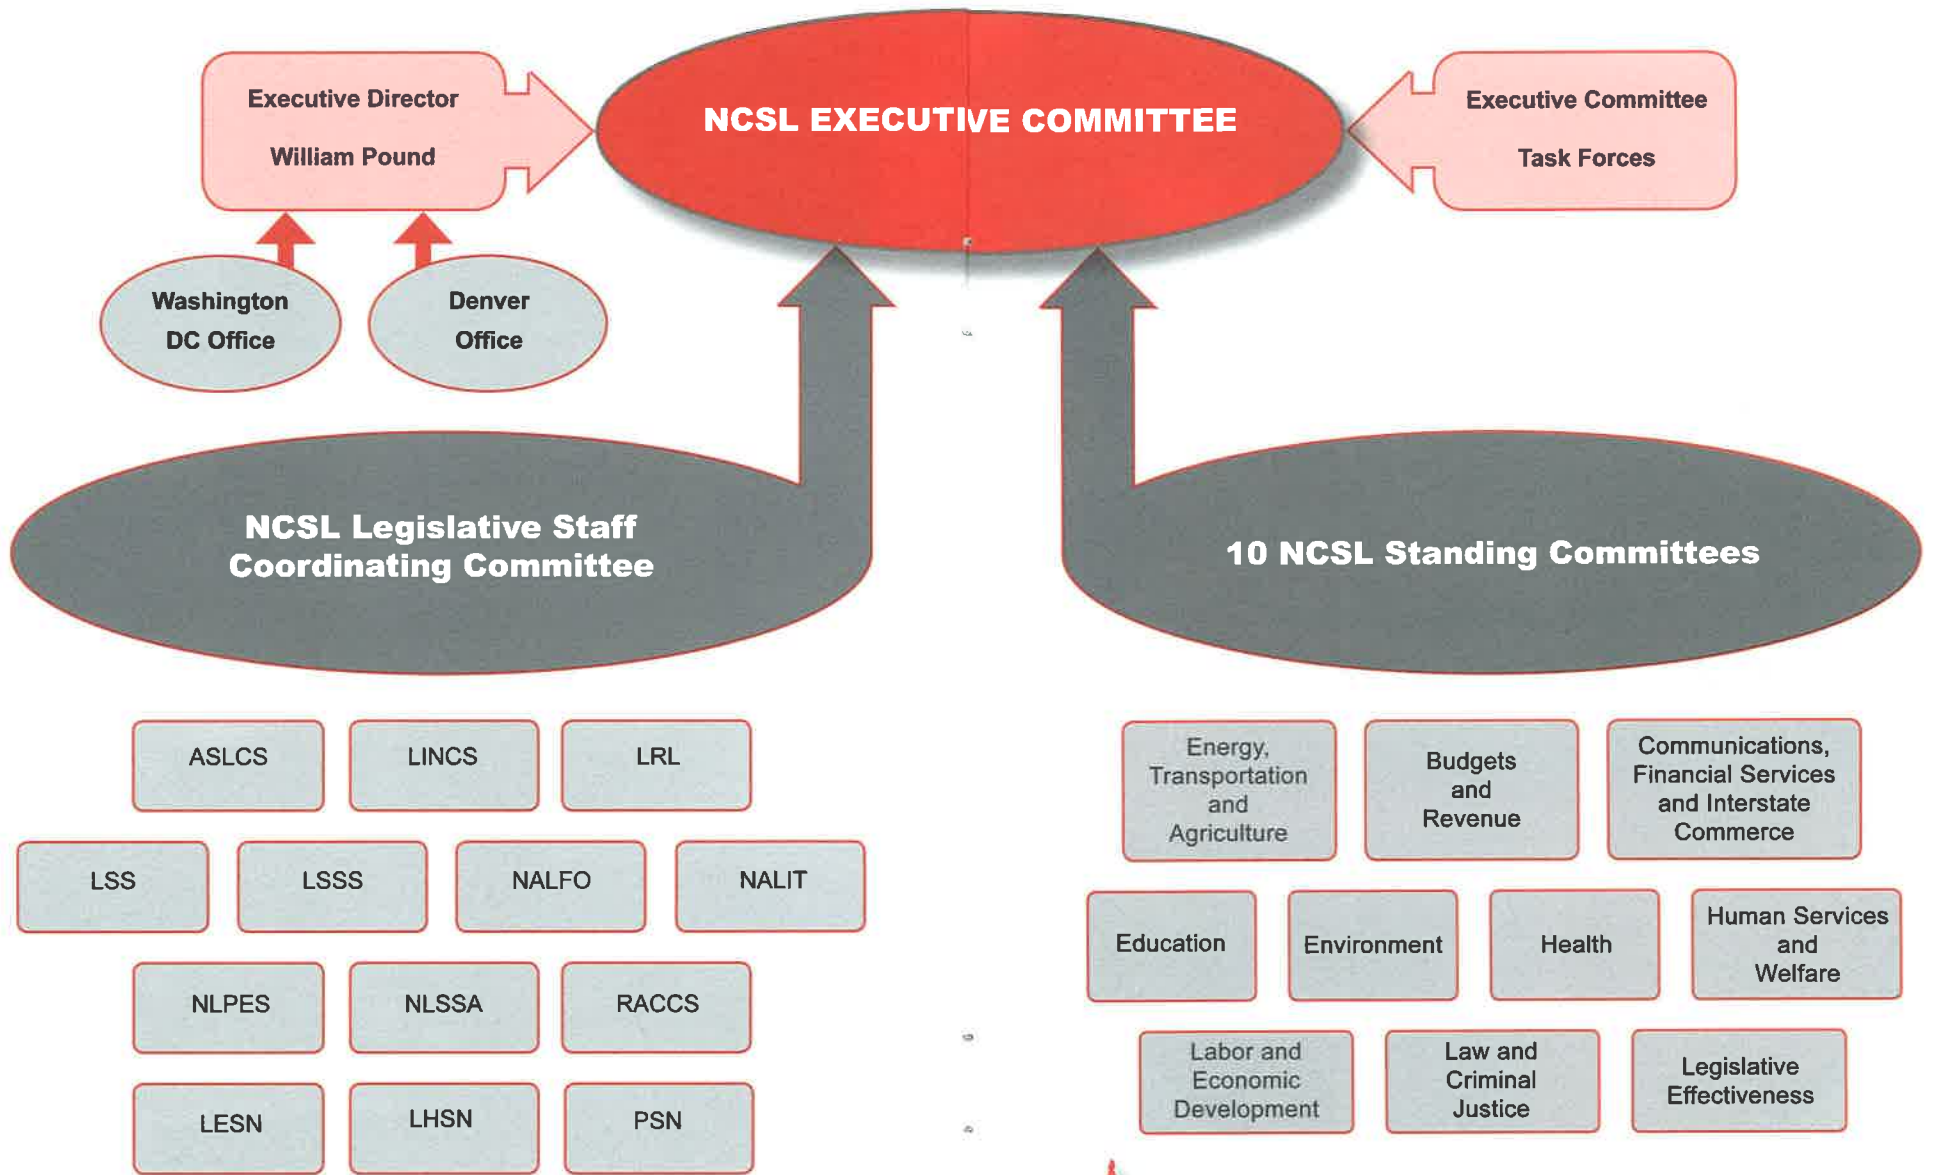 Executive Director
William Pound
NCSL EXECUTIVE COMMITTEE
Executive Committee
Task Forces
Washington
DC Office
Denver
Office
NCSL Legislative Staff
Coordinating Committee
10 NCSL Standing Committees
ASLCS
LINCS
LRL
LSS
LSSS
NALFO
NALIT
NLPES
NLSSA
RACCS
LESN
LHSN
PSN
Energy,
Transportation
and
Agriculture
Budgets
and
Revenue
Communications,
Financial Services
and Interstate
Commerce
Education
Environment
Health
Human Services
and
Welfare
Labor and
Economic
Development
Law and
Criminal
Justice
Legislative
Effectiveness